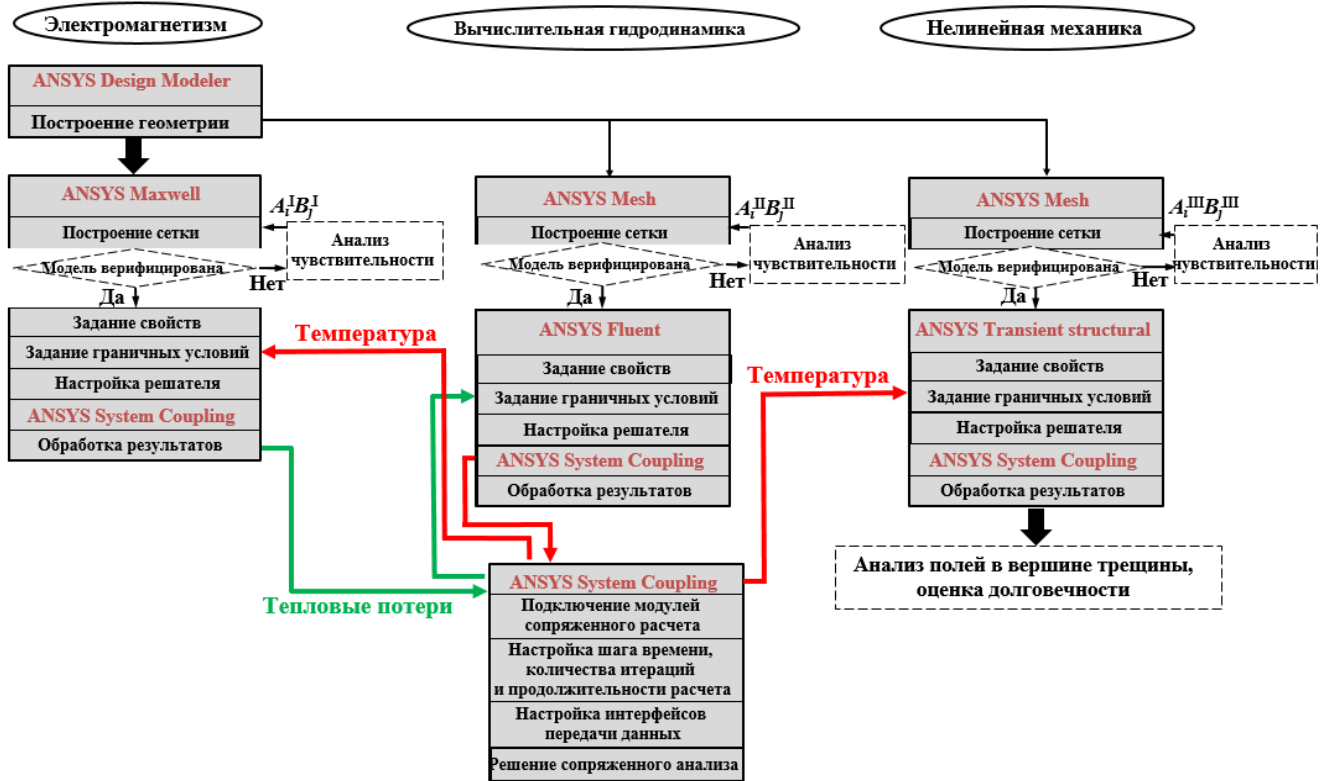 Электромагнетизм
Вычислительная гидродинамика
Нелинейная механика
ANSYS Design Modeler
Построение геометрии
ANSYS Maxwell
Построение сетки
AᵢᴵBⱼᴵ
Анализ
чувствительности
Модель верифицирована
Нет
Да
Задание свойств
Задание граничных условий
Настройка решателя
ANSYS System Coupling
Обработка результатов
Температура
Тепловые потери
ANSYS Mesh
Построение сетки
AᵢᴵᴵBⱼᴵᴵ
Анализ
чувствительности
Модель верифицирована
Нет
Да
ANSYS Fluent
Задание свойств
Задание граничных условий
Настройка решателя
ANSYS System Coupling
Обработка результатов
ANSYS System Coupling
Подключение модулей
сопряженного расчета
Настройка шага времени,
количества итераций
и продолжительности расчета
Настройка интерфейсов
передачи данных
Решение сопряженного анализа
Температура
ANSYS Mesh
Построение сетки
AᵢᴵᴵᴵBⱼᴵᴵᴵ
Анализ
чувствительности
Модель верифицирована
Нет
Да
ANSYS Transient structural
Задание свойств
Задание граничных условий
Настройка решателя
ANSYS System Coupling
Обработка результатов
Анализ полей в вершине трещины,
оценка долговечности